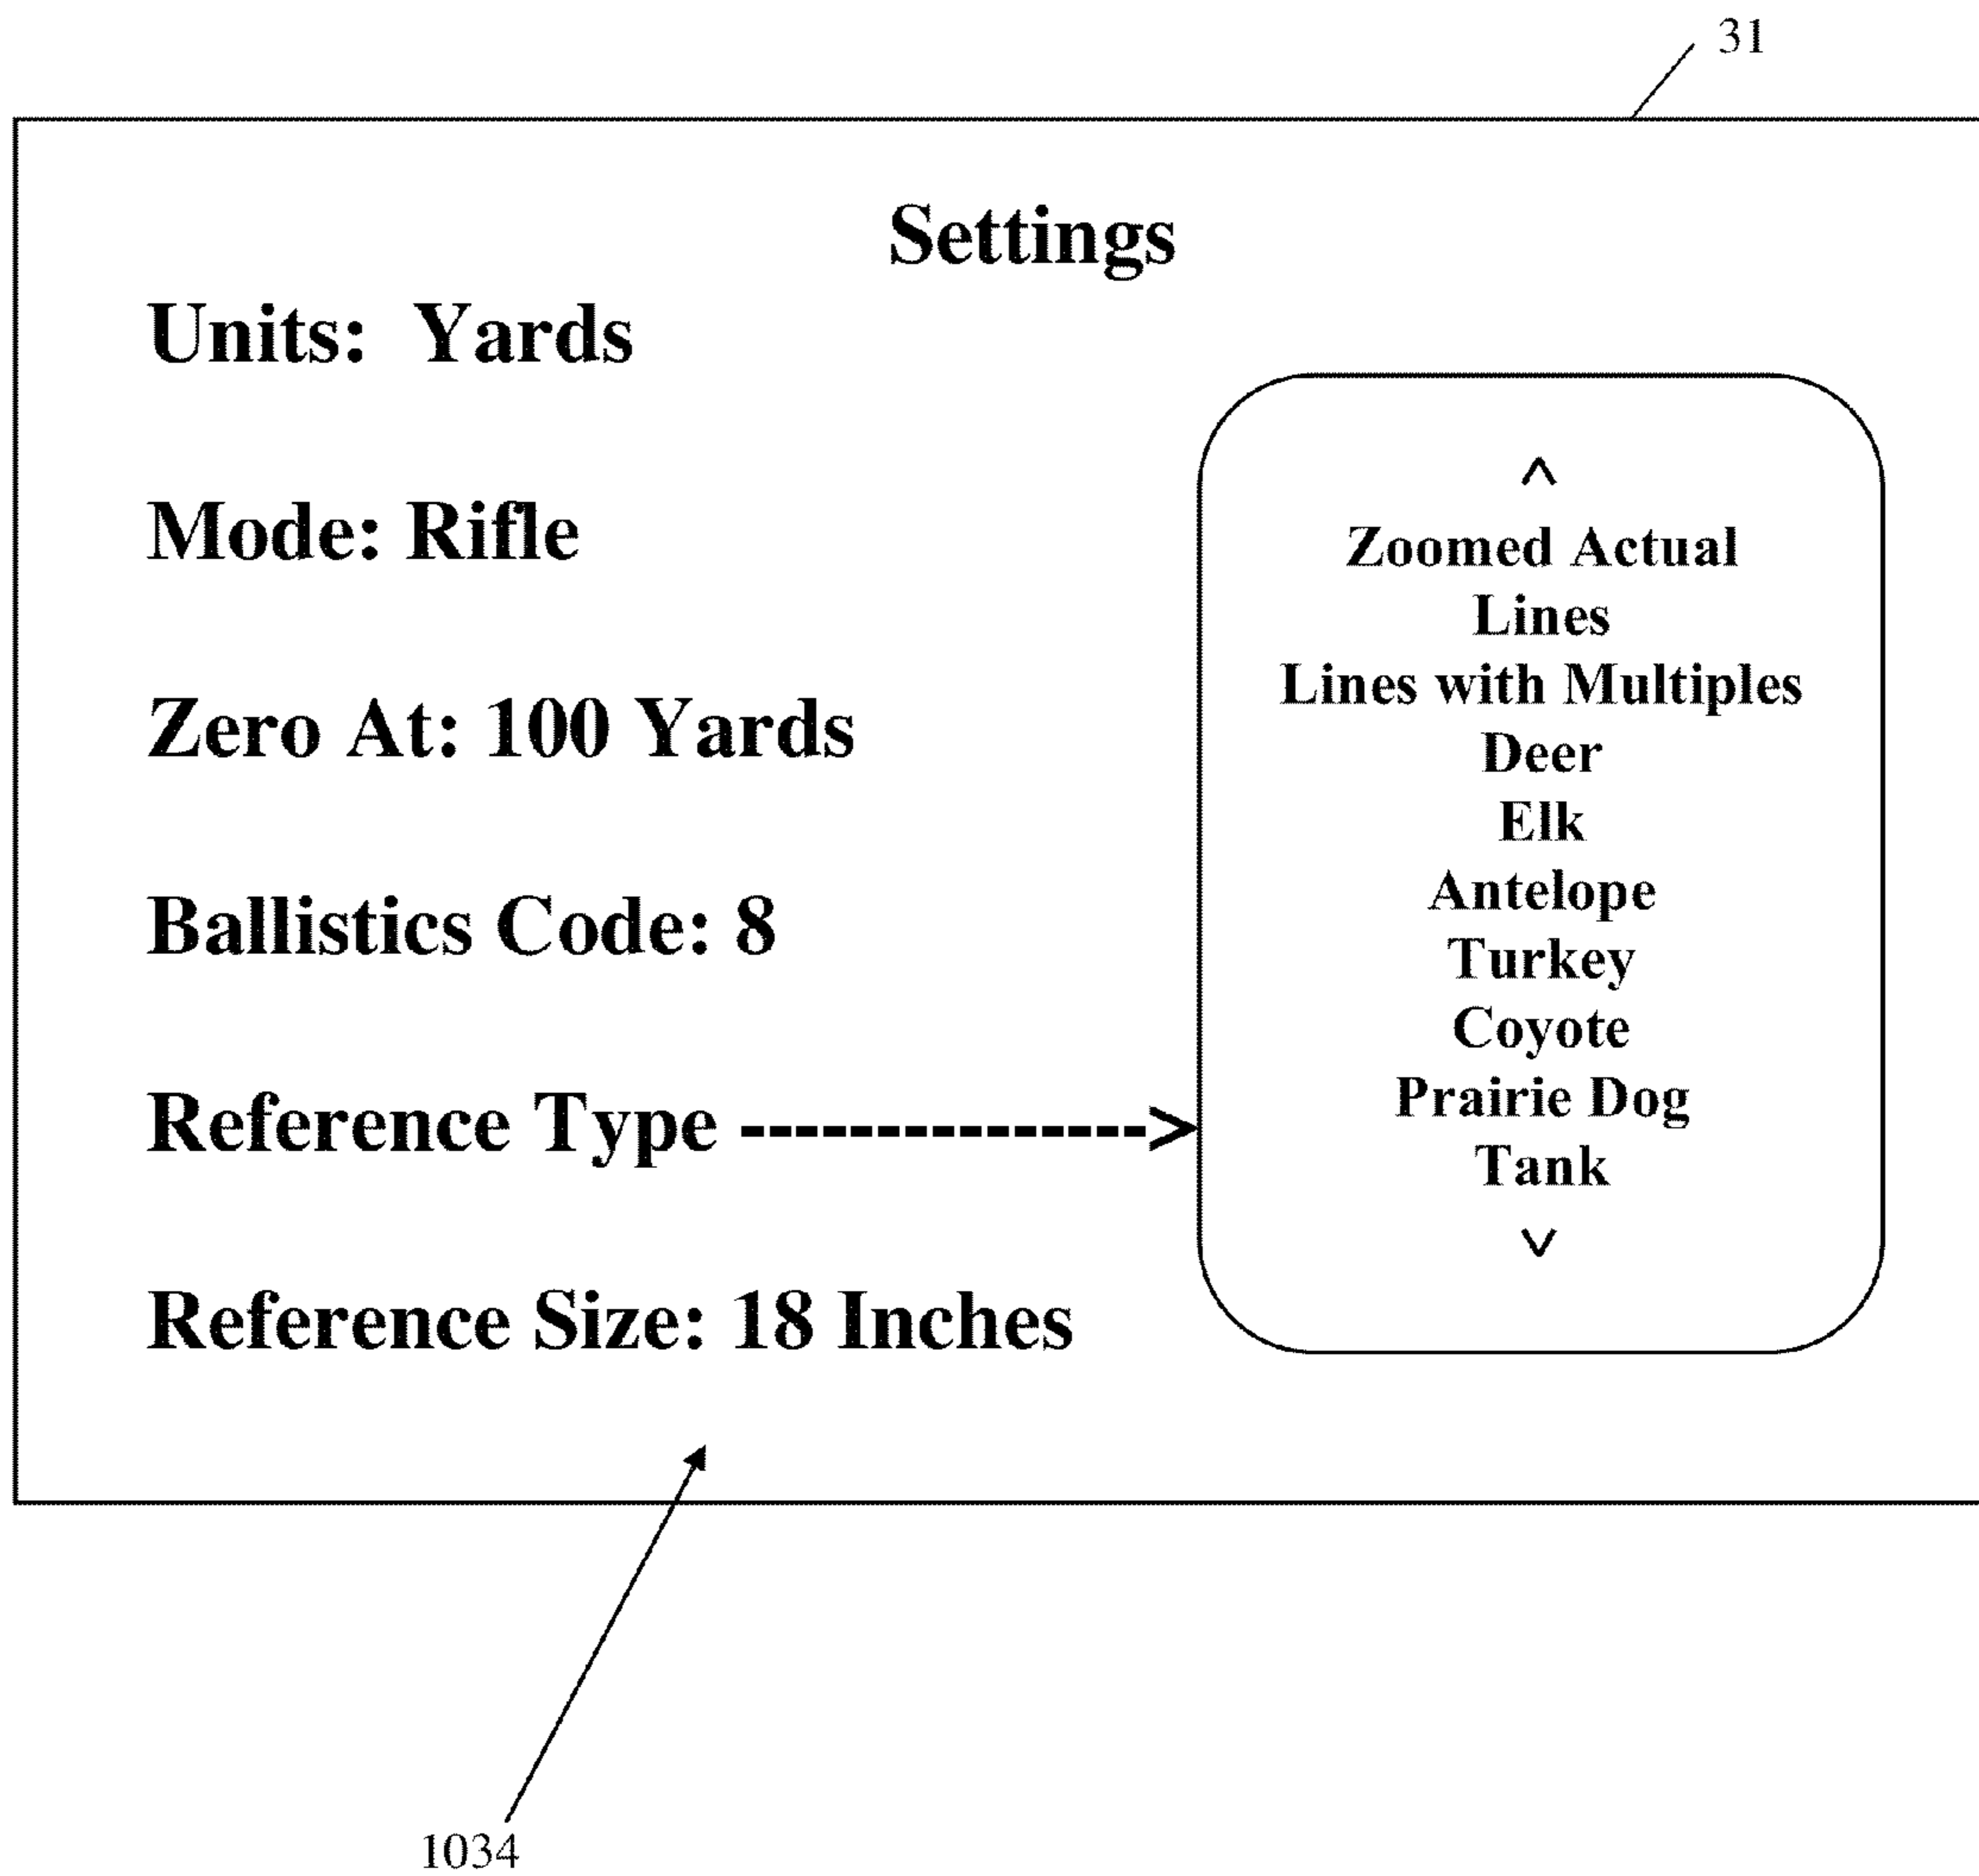 31
Settings
Units: Yards
Mode: Rifle
Zero At: 100 Yards
Ballistics Code: 8
Reference Type --------------->
Reference Size: 18 Inches
^
Zoomed Actual
Lines
Lines with Multiples
Deer
Elk
Antelope
Turkey
Coyote
Prairie Dog
Tank
v
1034